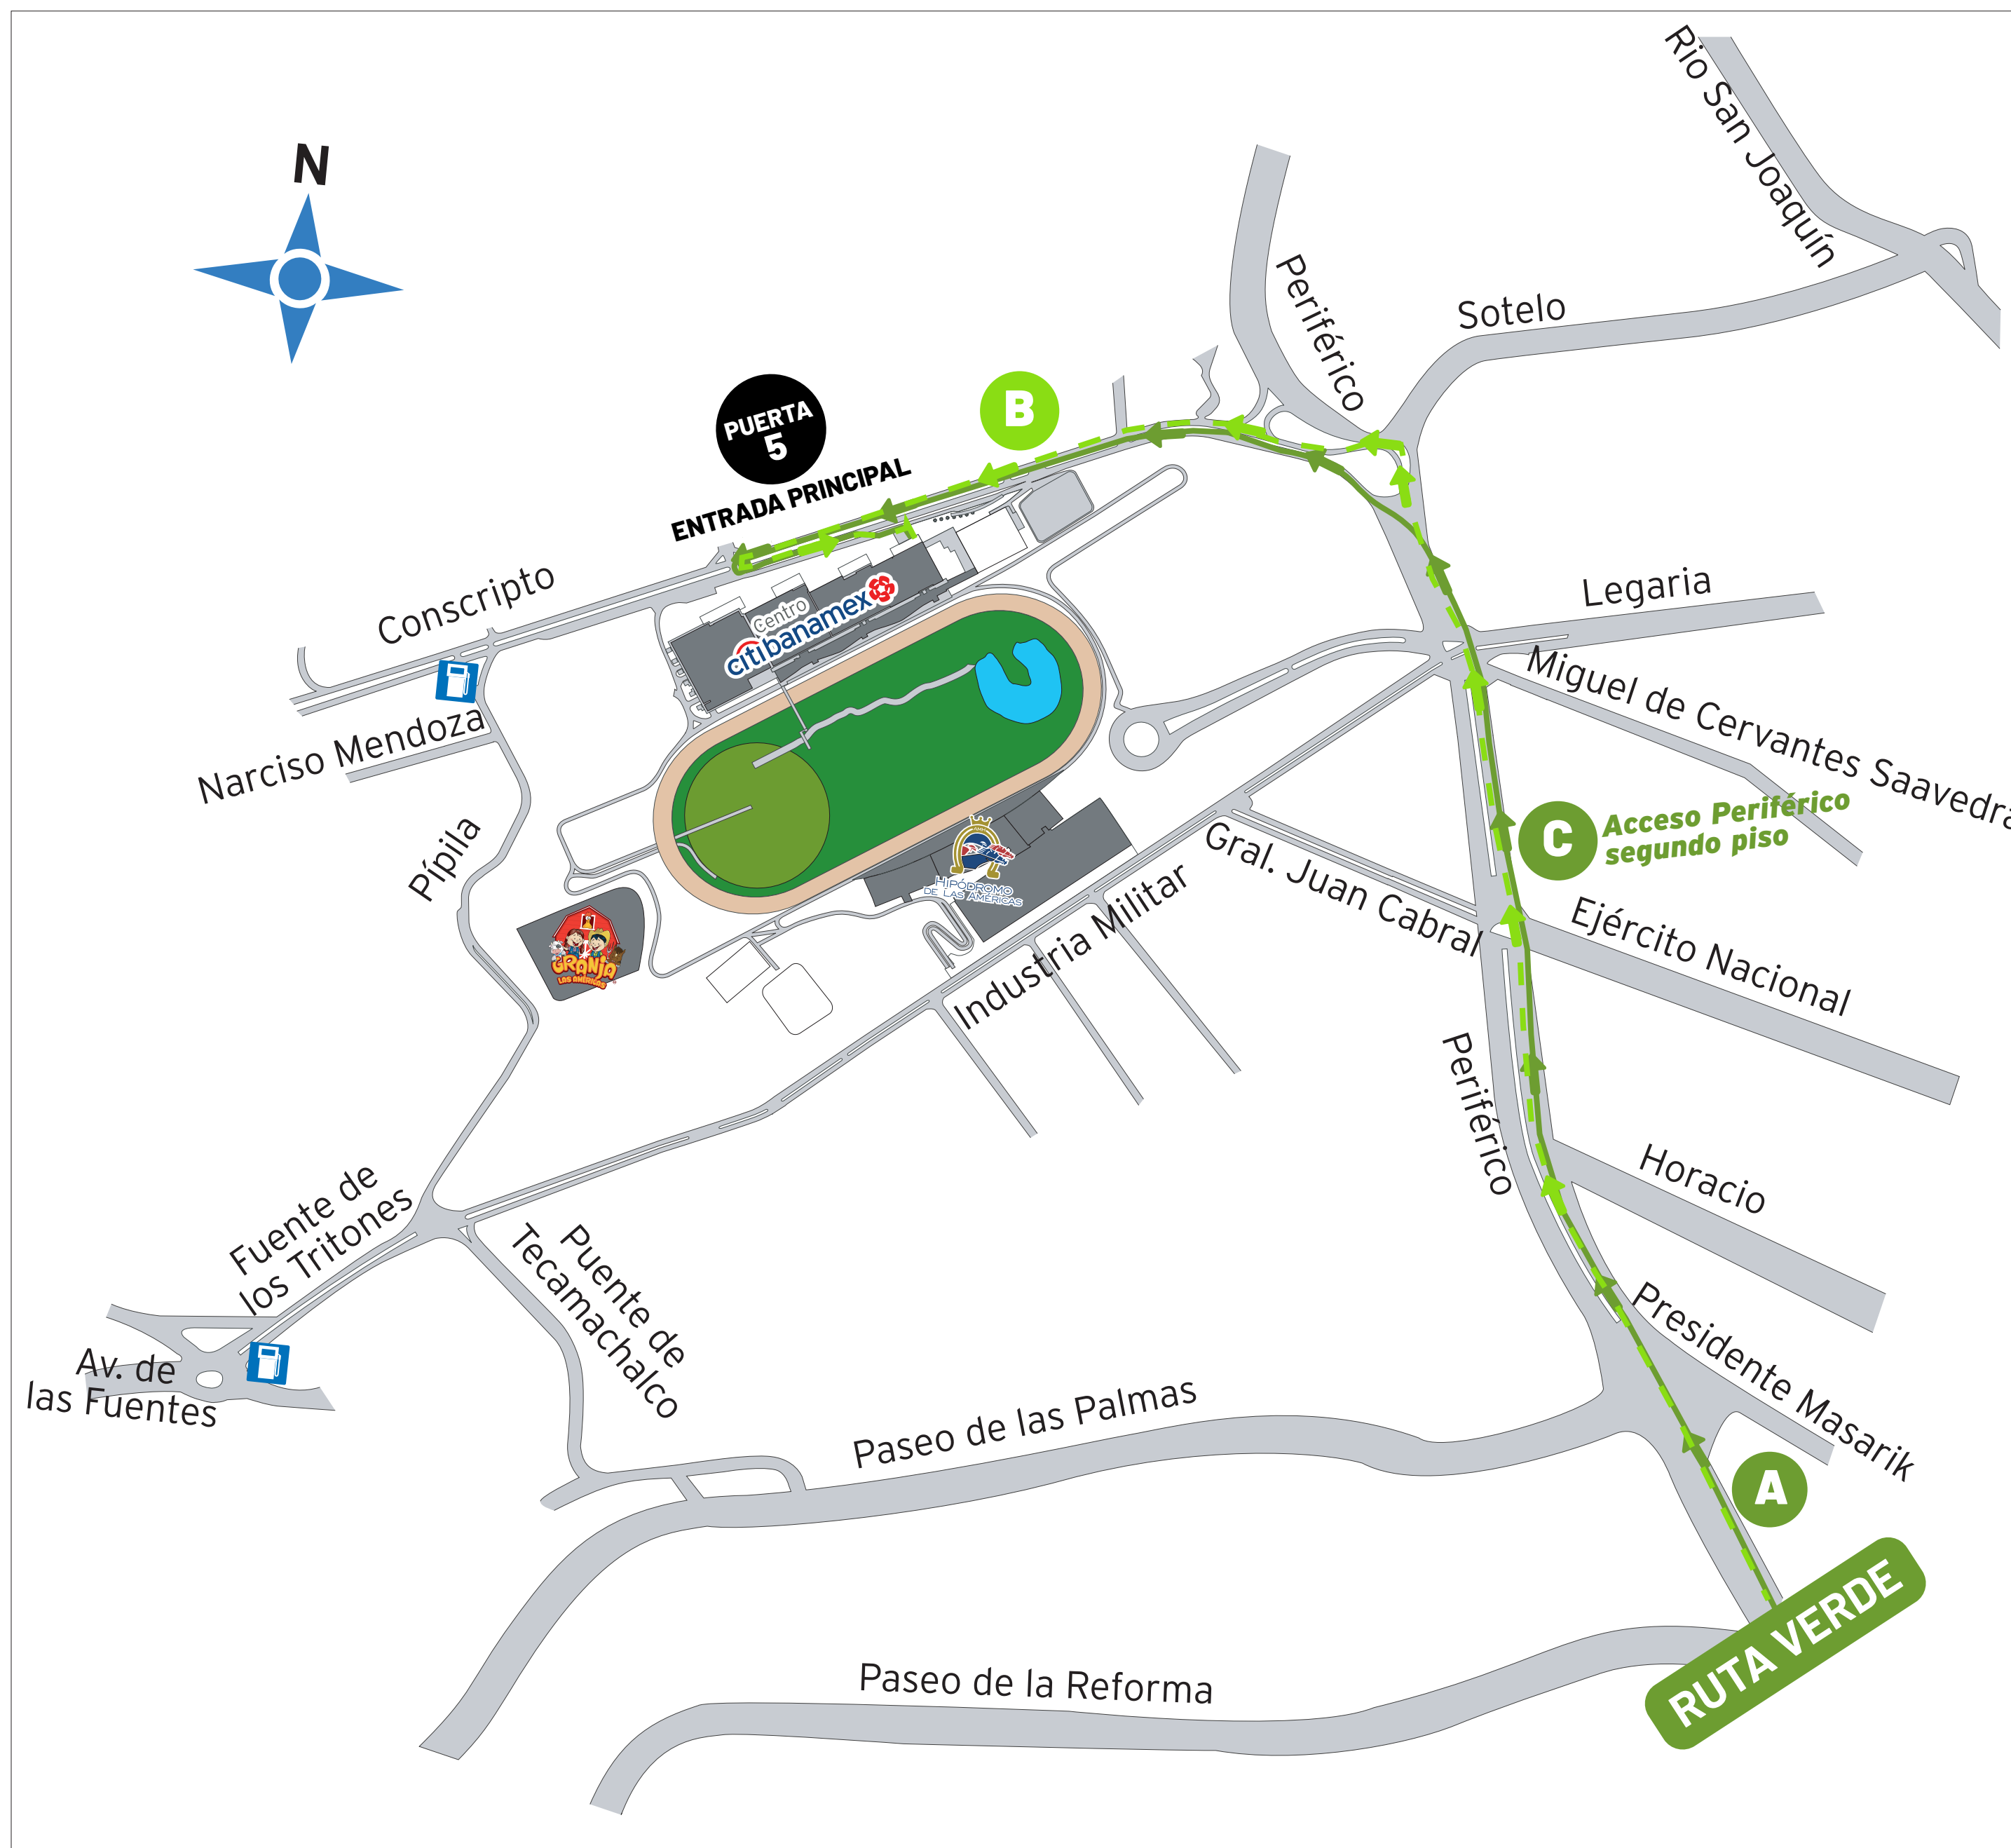 Rio San Joaquín
N
Periférico
Sotelo
B
PUERTA
5
ENTRADA PRINCIPAL
Conscripto
Legaria
Centro
citibanamex
Miguel de Cervantes Saavedra
Narciso Mendoza
C
Acceso Periférico
segundo piso
Pípila
Gral. Juan Cabral
HIPÓDROMO
DE LAS AMÉRICAS
Industria Militar
Ejército Nacional
GRANJA
LAS AMERICAS
Periférico
Horacio
Fuente de
los Tritones
Puente de
Tecamachalco
Presidente Masarik
Av. de
las Fuentes
Paseo de las Palmas
A
RUTA VERDE
Paseo de la Reforma